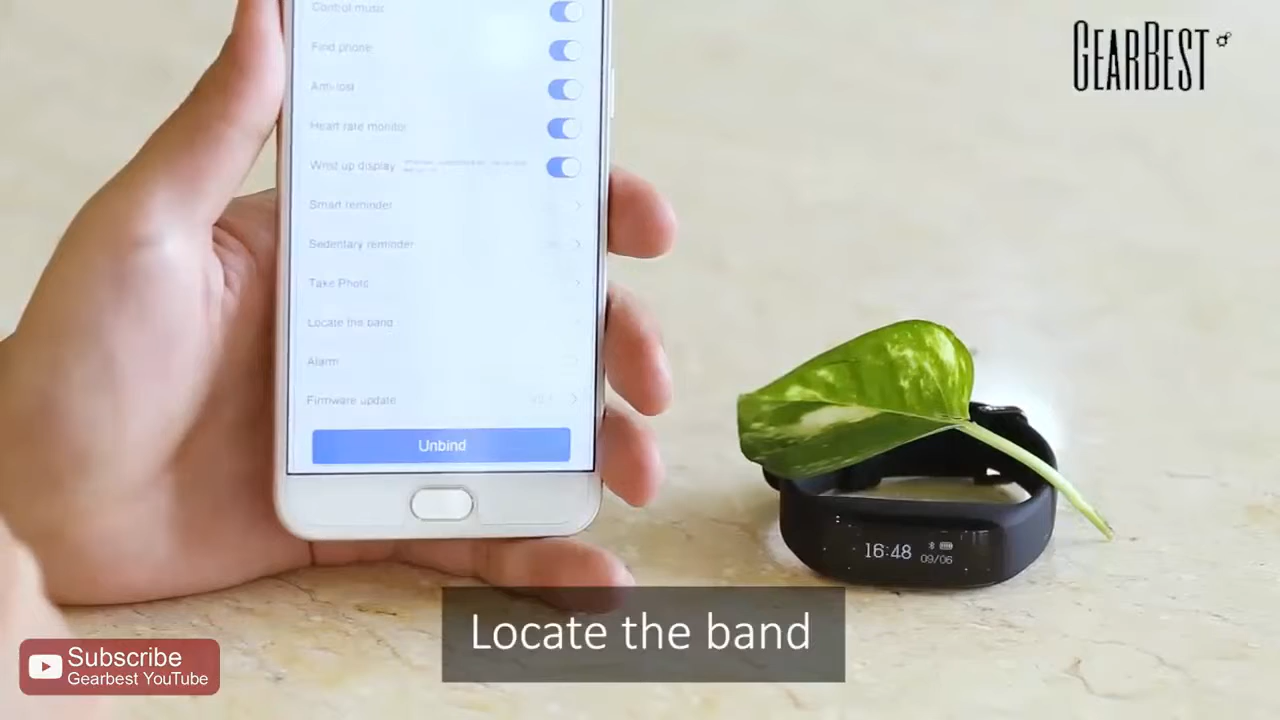 GEARBEST
Control music
Find phone
Anti-lost
Heart rate monitor
Wrist up display
Smart reminder
Sedentary reminder
Take Photo
Locate the band
Alarm
Firmware update
Unbind
16:48
09/06
Locate the band
Subscribe
Gearbest YouTube